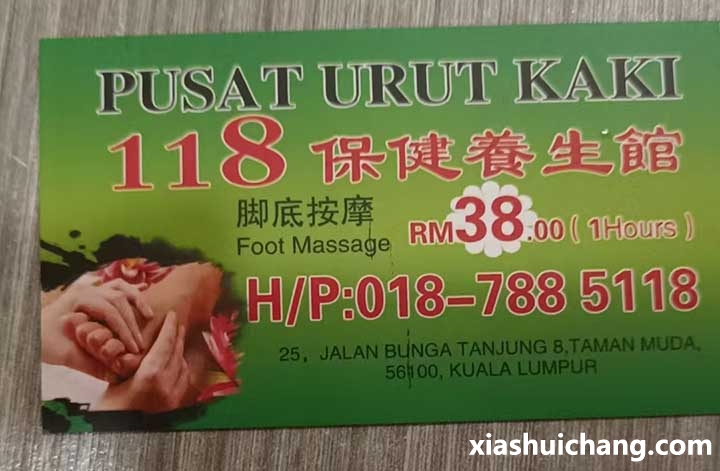 PUSAT URUT KAKI
118 保健養生館
脚底按摩
Foot Massage
RM38.00 ( 1Hours )
H/P:018-788 5118
25, JALAN BUNGA TANJUNG 8,TAMAN MUDA,
56100, KUALA LUMPUR
xiashuichang.com